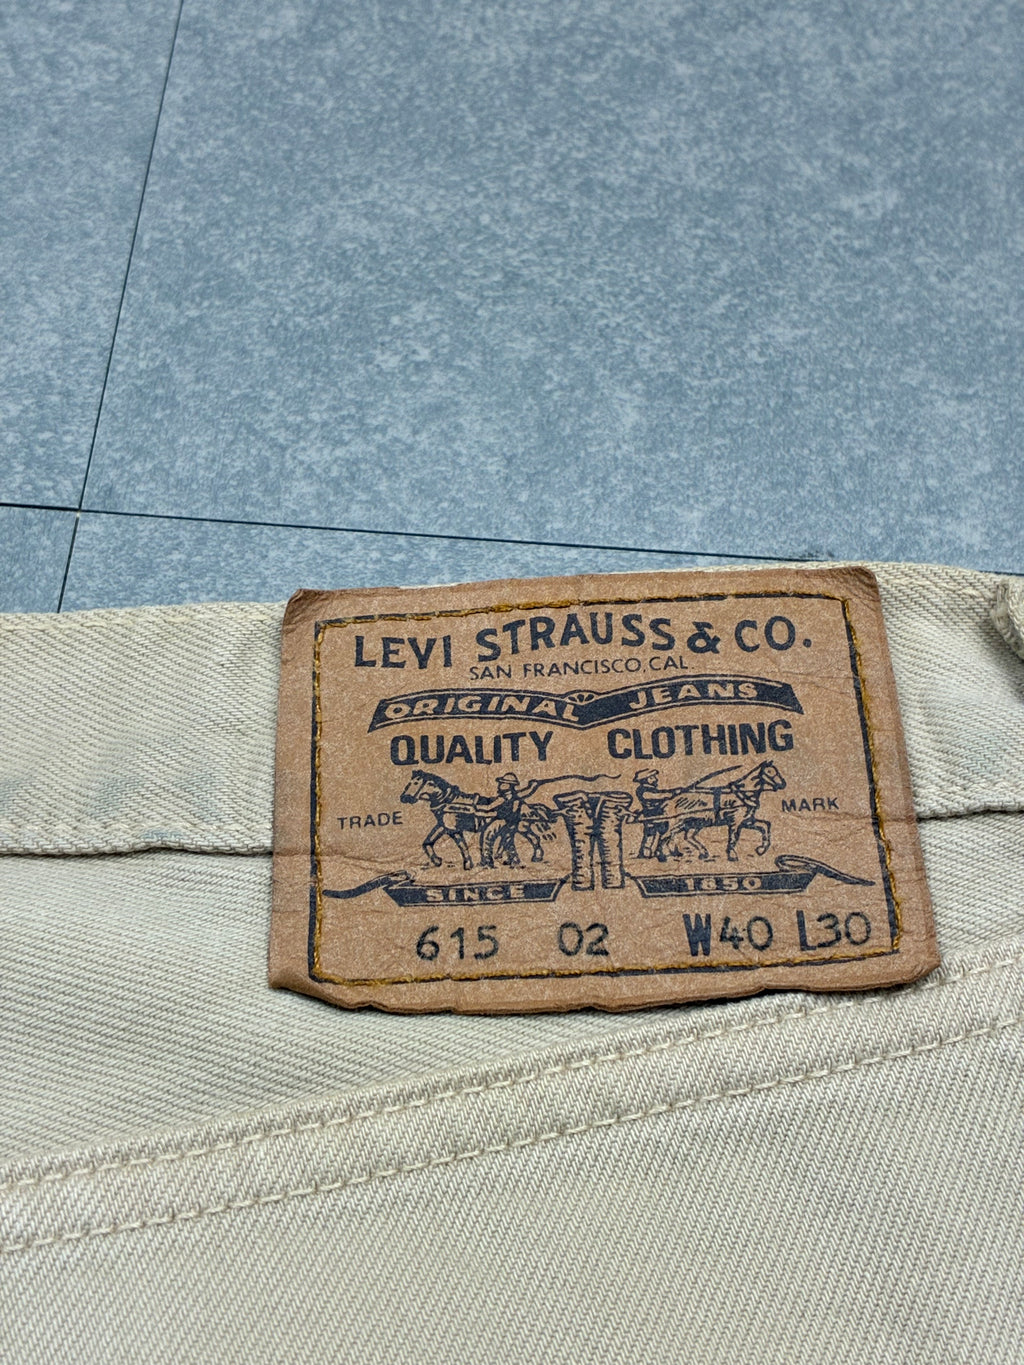 LEVI STRAUSS & CO.
SAN FRANCISCO, CAL
ORIGINAL JEANS
QUALITY CLOTHING
TRADE MARK
SINCE 1850
615 02 W40 L30